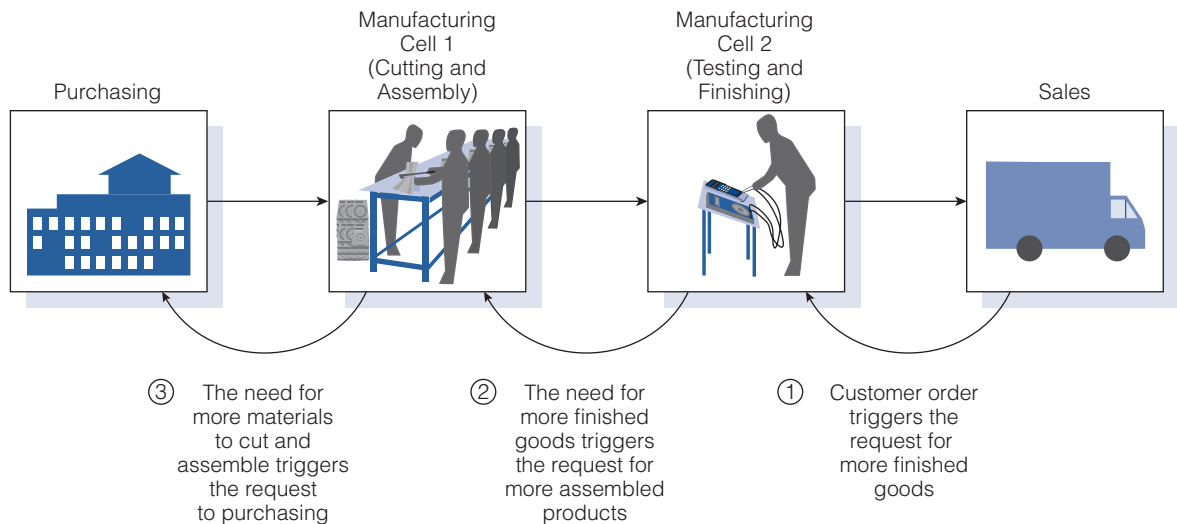 Purchasing
Manufacturing
Cell 1
(Cutting and
Assembly)
Manufacturing
Cell 2
(Testing and
Finishing)
Sales
③ The need for
more materials
to cut and
assemble triggers
the request
to purchasing
② The need for
more finished
goods triggers
the request for
more assembled
products
① Customer order
triggers the
request for
more finished
goods